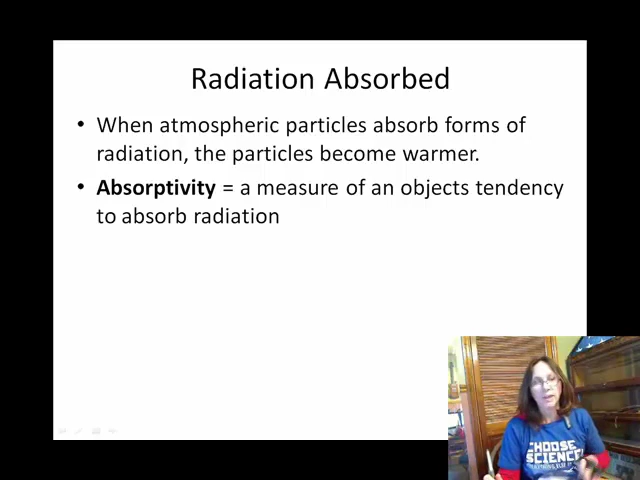 Radiation Absorbed
• When atmospheric particles absorb forms of
radiation, the particles become warmer.
• Absorptivity = a measure of an objects tendency
to absorb radiation
CHOOSE
SCIENCE